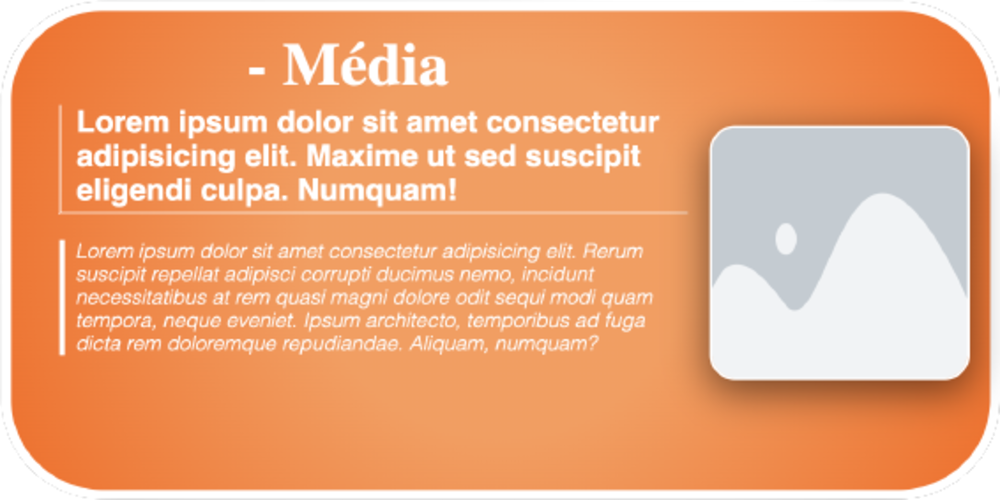 - Média
Lorem ipsum dolor sit amet consectetur
adipisicing elit. Maxime ut sed suscipit
eligendi culpa. Numquam!
Lorem ipsum dolor sit amet consectetur adipisicing elit. Rerum
suscipit repellat adipisci corrupti ducimus nemo, incidunt
necessitatibus at rem quasi magni dolore odit sequi modi quam
tempora, neque eveniet. Ipsum architecto, temporibus ad fuga
dicta rem doloremque repudiandae. Aliquam, numquam?